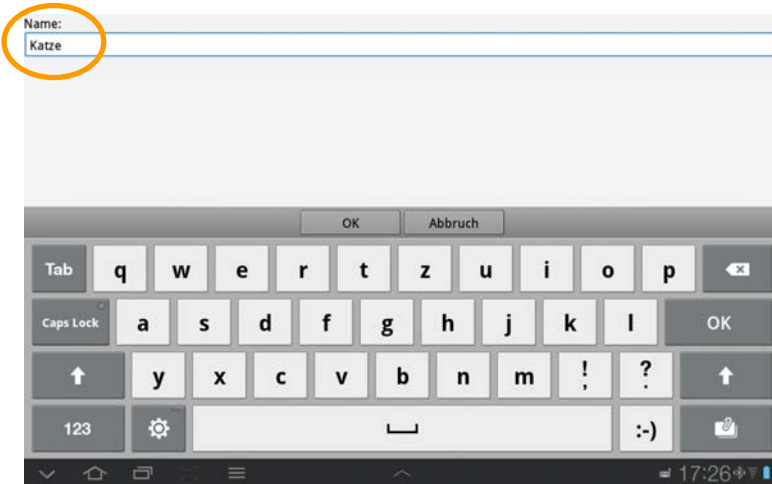 Name:
Katze
OK Abbruch
Tab q w e r t z u i o p
Caps Lock a s d f g h j k l OK
y x c v b n m ! , ? .
123 :-)
17:26